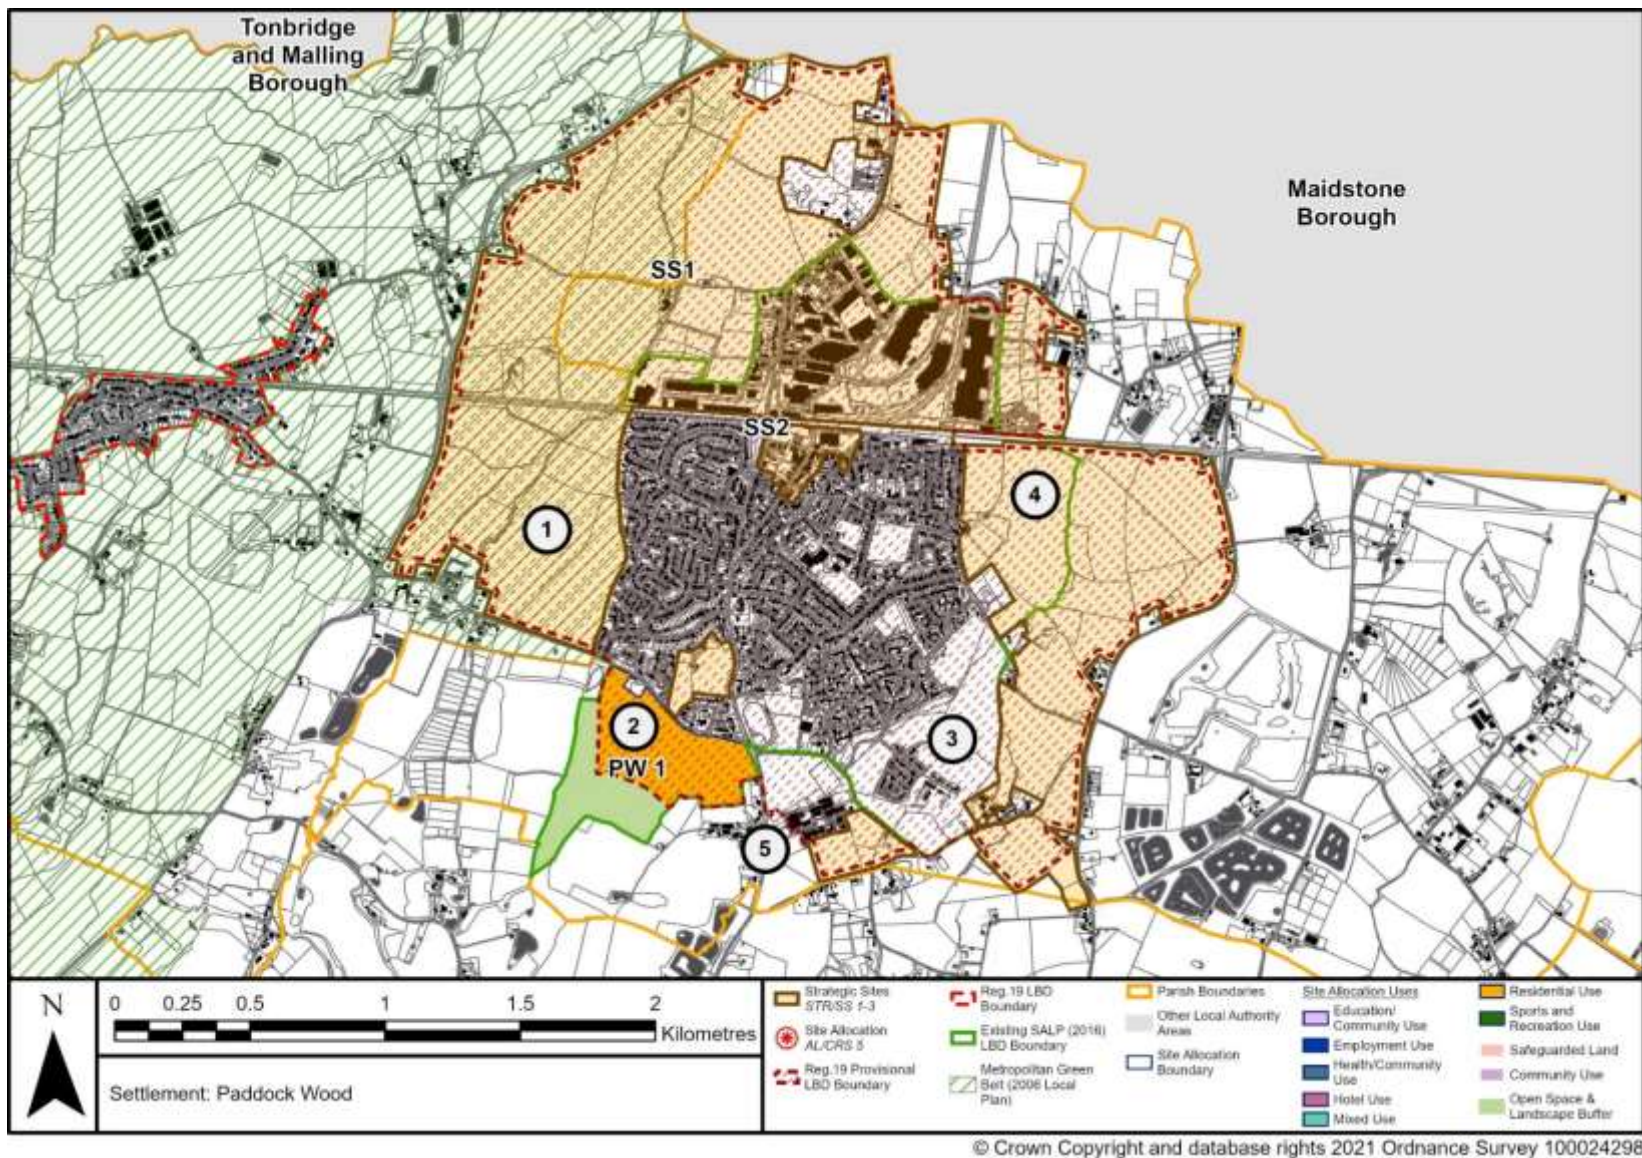 Tonbridge
and Malling
Borough
Maidstone
Borough
SS1
SS2
4
1
2
PW 1
3
5
N
0 0.25 0.5 1 1.5 2
Kilometres
Settlement: Paddock Wood
Strategic Sites
STR/SS 1-3
Site Allocation
AL/CRS 5
Reg.19 Provisional
LBD Boundary
Reg.19 LBD
Boundary
Existing SALP (2016)
LBD Boundary
Metropolitan Green
Belt (2006 Local
Plan)
Parish Boundaries
Other Local Authority
Areas
Site Allocation
Boundary
Site Allocation Uses
Education/
Community Use
Employment Use
Health/Community
Use
Hotel Use
Mixed Use
Residential Use
Sports and
Recreation Use
Safeguarded Land
Community Use
Open Space &
Landscape Buffer
© Crown Copyright and database rights 2021 Ordnance Survey 100024298